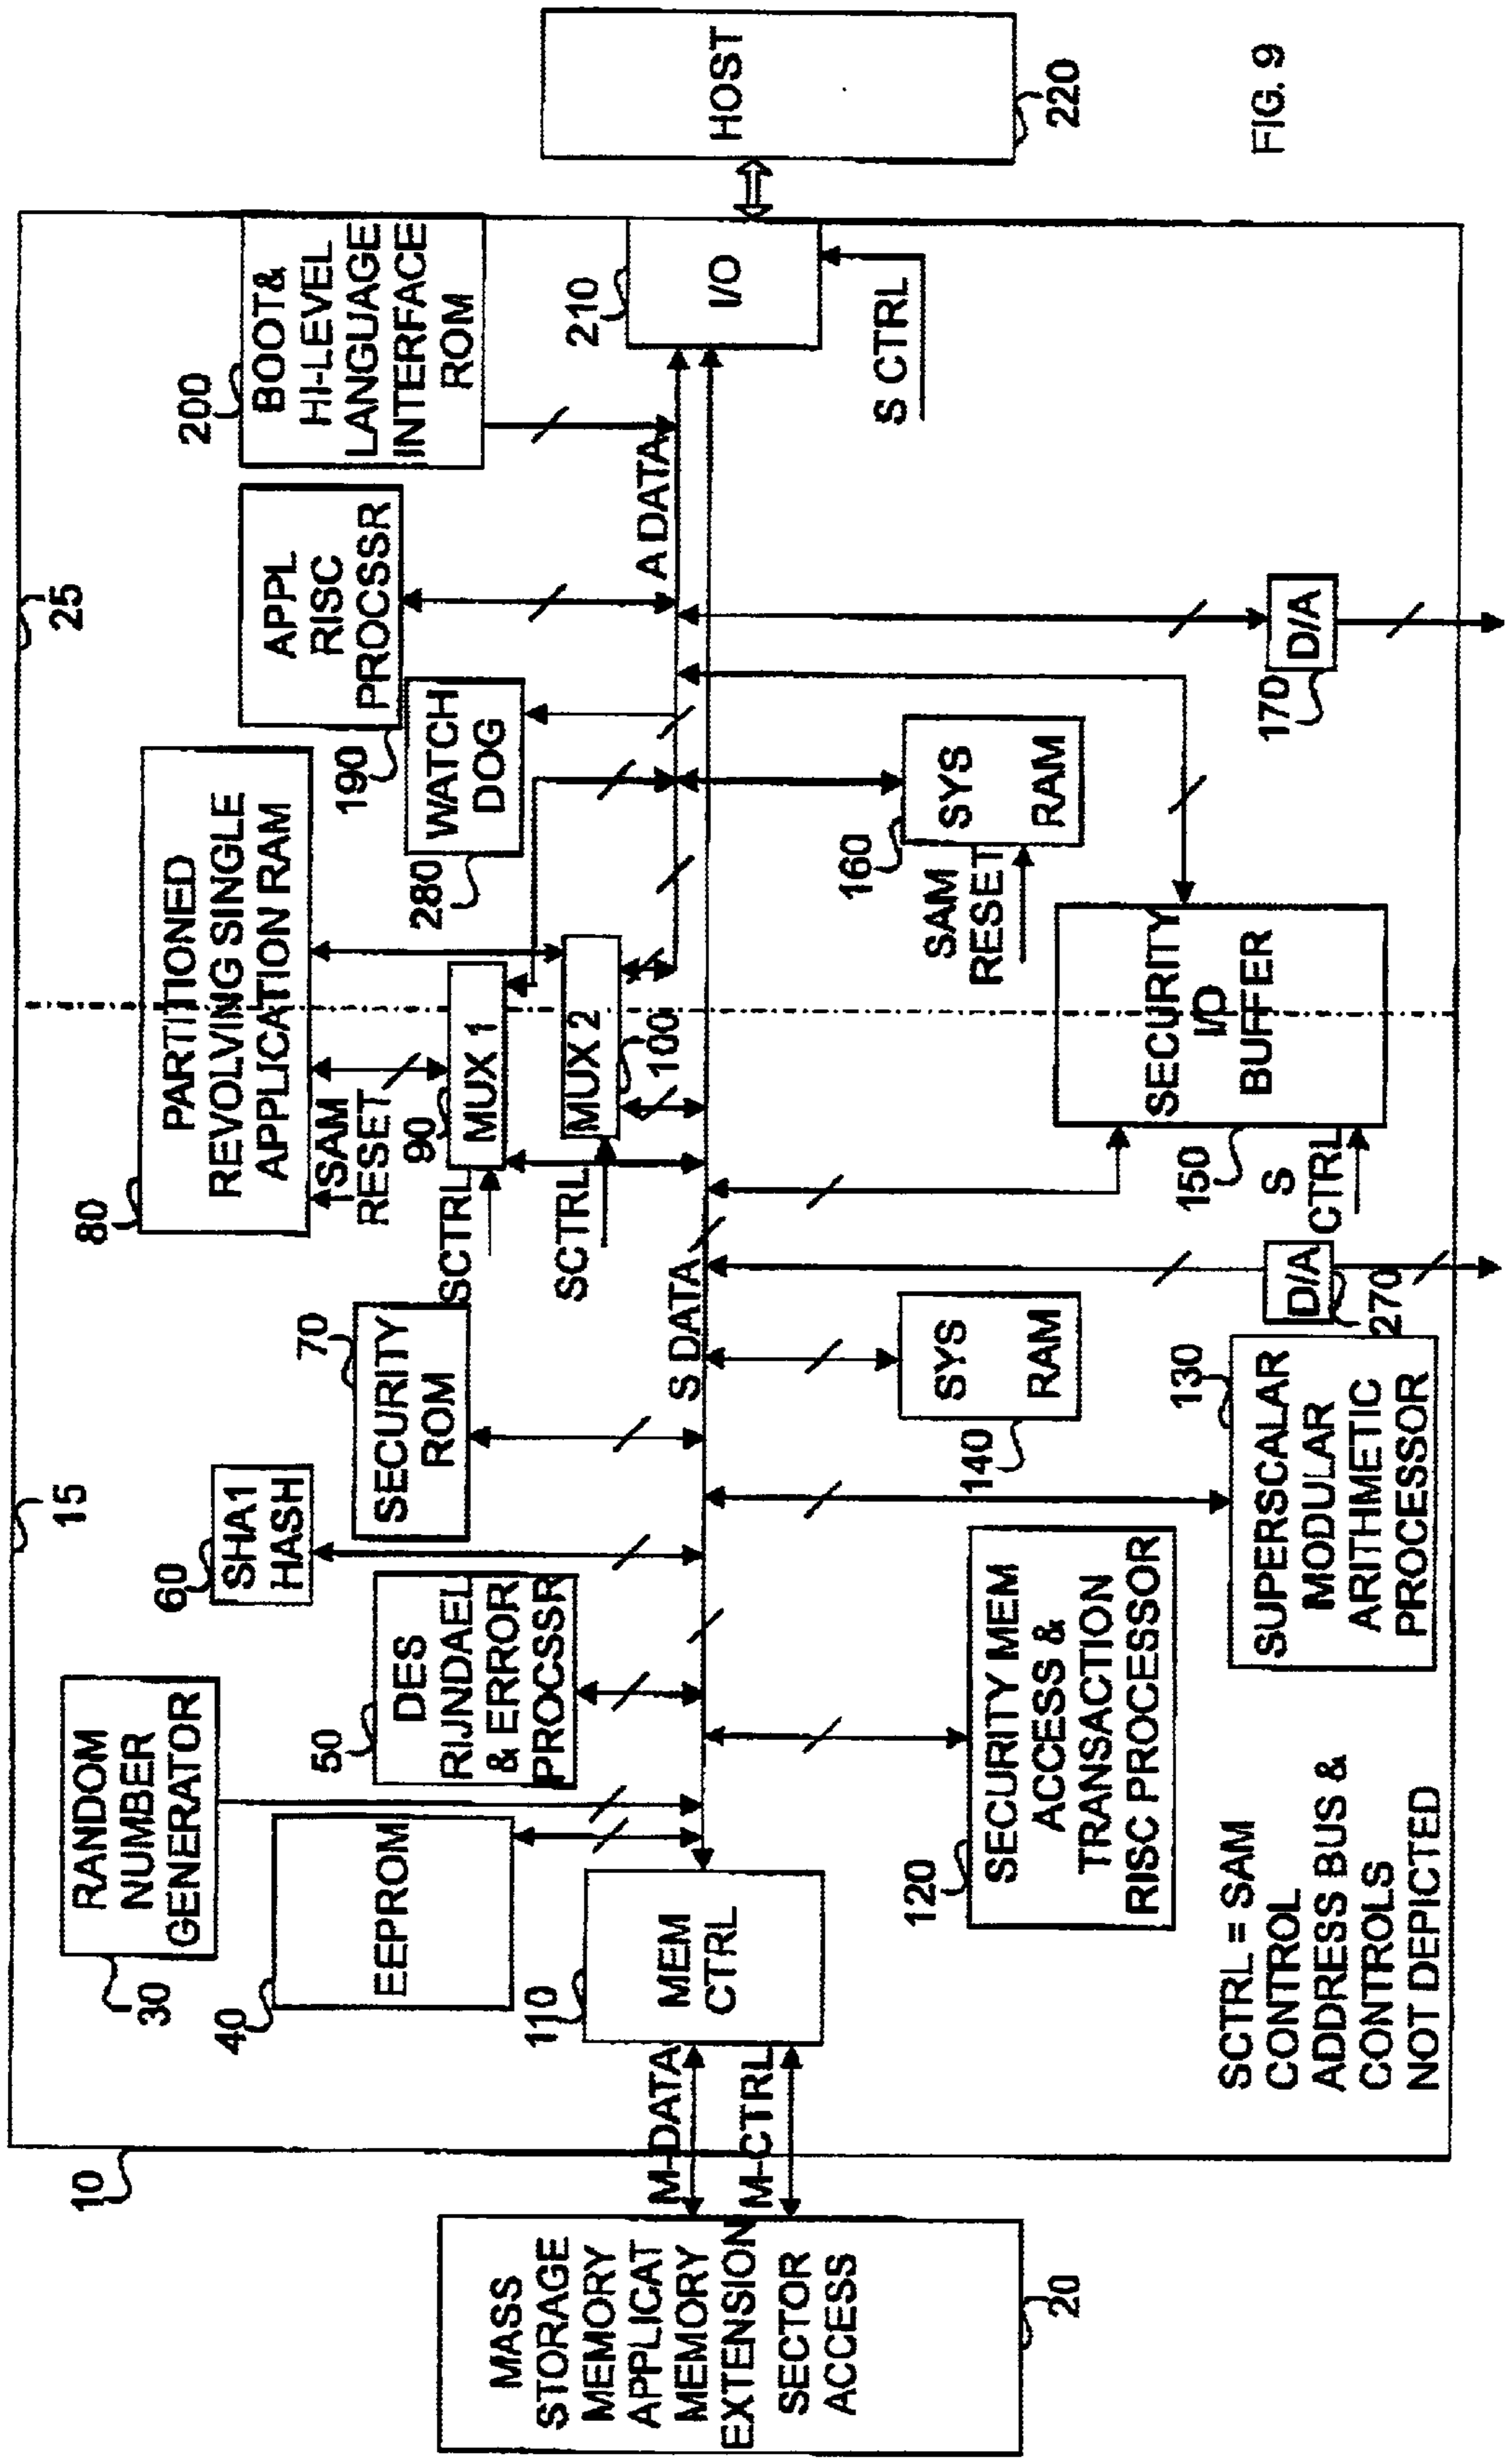 10
15
25
RANDOM
NUMBER
GENERATOR
30
EEPROM
40
DES
RIJNDAEL
& ERROR
PROCSSR
50
SHA1
HASH
60
SECURITY
ROM
70
PARTITIONED
REVOLVING SINGLE
APPLICATION RAM
80
SAM
RESET
SCTRL
MUX 1
90
SCTRL
MUX 2
100
WATCH
DOG
280
APPL
RISC
PROCSSR
190
BOOT&
HI-LEVEL
LANGUAGE
INTERFACE
ROM
200
MASS
STORAGE
MEMORY
APPLICAT
MEMORY
EXTENSION
SECTOR
ACCESS
20
M-DATA
M-CTRL
MEM
CTRL
110
S DATA
A DATA
I/O
210
S CTRL
HOST
220
SECURITY MEM
ACCESS &
TRANSACTION
RISC PROCESSOR
120
SUPERSCALAR
MODULAR
ARITHMETIC
PROCESSOR
130
SYS
RAM
140
D/A
270
SECURITY
I/O
BUFFER
150
S
CTRL
SYS
RAM
160
SAM
RESET
D/A
170
SCTRL = SAM
CONTROL
ADDRESS BUS &
CONTROLS
NOT DEPICTED
FIG. 9